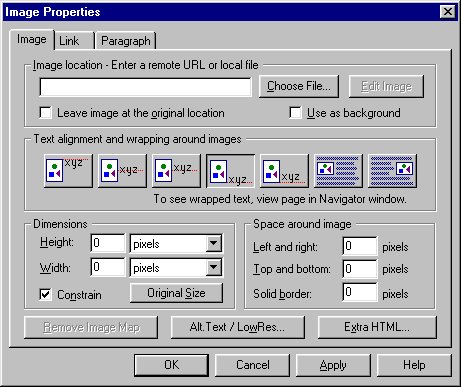 Image Properties
Image Link Paragraph
Image location - Enter a remote URL or local file
Choose File... Edit Image
Leave image at the original location Use as background
Text alignment and wrapping around images
xyz xyz xyz xyz xyz
To see wrapped text, view page in Navigator window.
Dimensions
Height: 0 pixels
Width: 0 pixels
Constrain Original Size
Space around image
Left and right: 0 pixels
Top and bottom: 0 pixels
Solid border: 0 pixels
Remove Image Map Alt.Text / LowRes... Extra HTML...
OK Cancel Apply Help